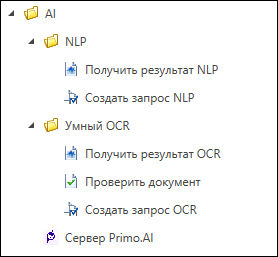 AI
NLP
Получить результат NLP
Создать запрос NLP
Умный OCR
Получить результат OCR
Проверить документ
Создать запрос OCR
Сервер Primo.AI